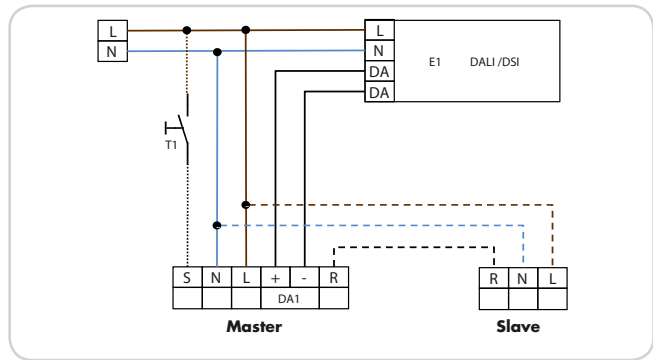 L
L
N
N
E1 DALI/DSI
DA
DA
T1
S N L + - R
R N L
DA1
Master
Slave